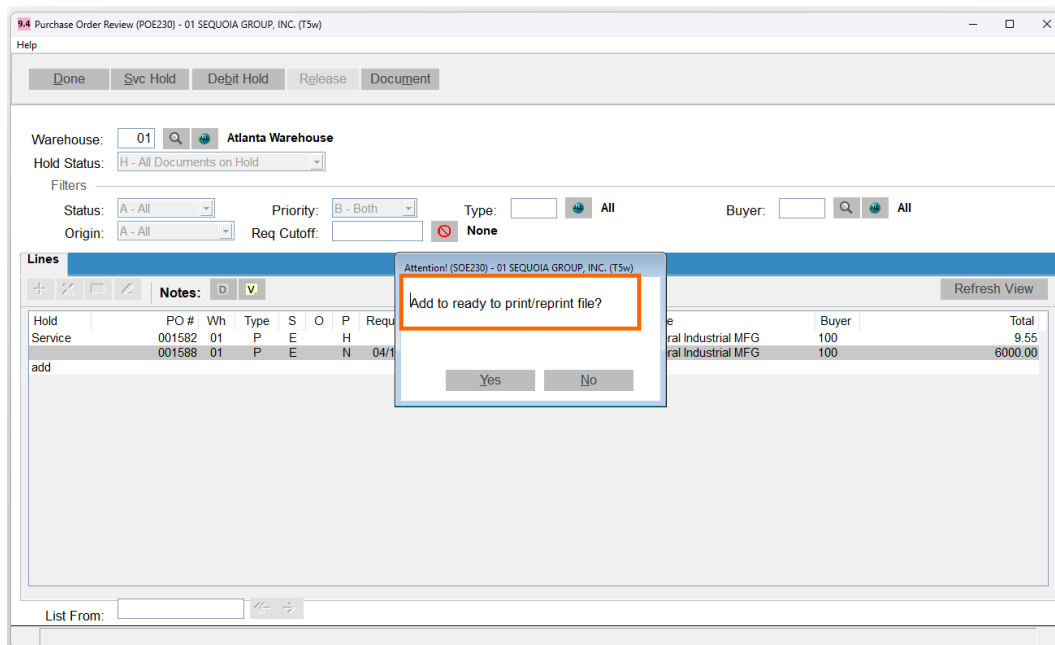 9.4 Purchase Order Review (POE230) - 01 SEQUOIA GROUP, INC. (T5w)
Help
Done Svc Hold Debit Hold Release Document
Warehouse: 01 Atlanta Warehouse
Hold Status: H - All Documents on Hold
Filters
Status: A - All Priority: B - Both Type: All Buyer: All
Origin: A - All Req Cutoff: None
Lines
Attention! (SOE230) - 01 SEQUOIA GROUP, INC. (T5w)
Add to ready to print/reprint file?
Yes No
Notes: D V Refresh View
Hold PO # Wh Type S O P Requ e Buyer Total
Service 001582 01 P E H ral Industrial MFG 100 9.55
001588 01 P E N 04/1 ral Industrial MFG 100 6000.00
add
List From: